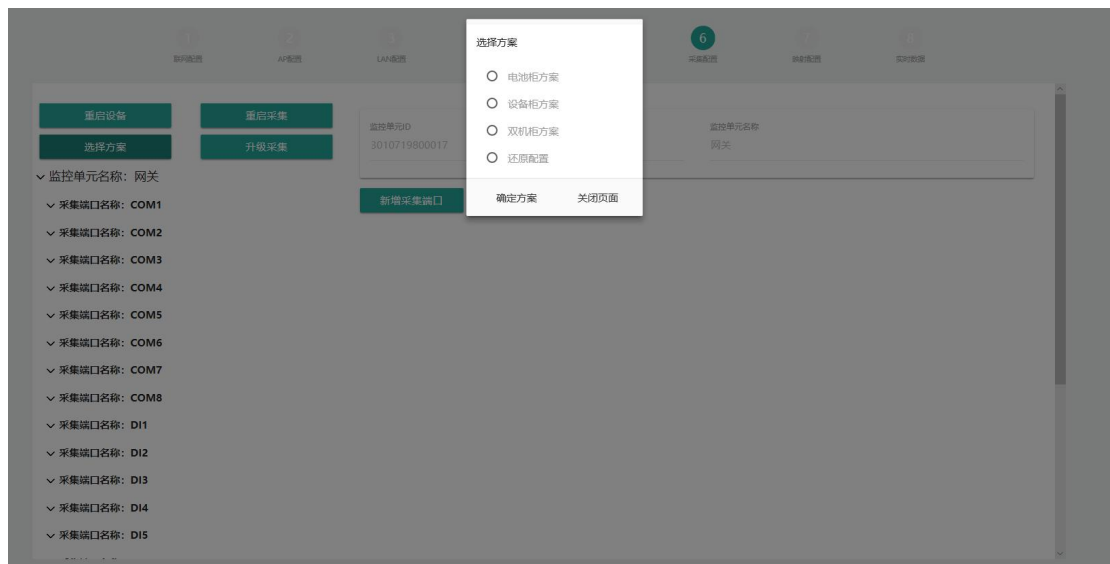 选择方案
6
联网配置
AP配置
LAN配置
采集配置
映射配置
实时数据
电池柜方案
设备柜方案
双机柜方案
还原配置
确定方案 关闭页面
重启设备 重启采集
选择方案 升级采集
监控单元ID
3010719800017
监控单元名称
网关
新增采集端口
监控单元名称：网关
采集端口名称：COM1
采集端口名称：COM2
采集端口名称：COM3
采集端口名称：COM4
采集端口名称：COM5
采集端口名称：COM6
采集端口名称：COM7
采集端口名称：COM8
采集端口名称：DI1
采集端口名称：DI2
采集端口名称：DI3
采集端口名称：DI4
采集端口名称：DI5